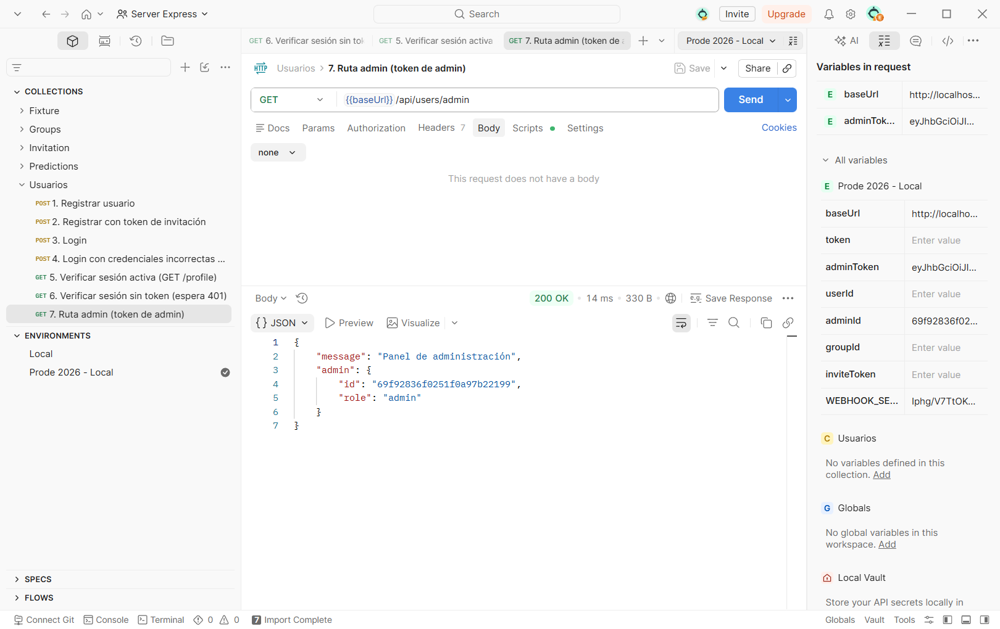 Server Express
Search
Invite
Upgrade
GET 6. Verificar sesión sin
GET 5. Verificar sesión activa
GET 7. Ruta admin (token de
Prode 2026 - Local
AI
HTTP
Usuarios > 7. Ruta admin (token de admin)
Save
Share
Variables in request
COLLECTIONS
Fixture
Groups
Invitation
Predictions
Usuarios
POST 1. Registrar usuario
POST 2. Registrar con token de invitación
POST 3. Login
POST 4. Login con credenciales incorrectas ...
GET 5. Verificar sesión activa (GET /profile)
GET 6. Verificar sesión sin token (espera 401)
GET 7. Ruta admin (token de admin)
ENVIRONMENTS
Local
Prode 2026 - Local
SPECS
FLOWS
GET
{{baseUrl}} /api/users/admin
Send
Docs
Params
Authorization
Headers 7
Body
Scripts
Settings
Cookies
none
This request does not have a body
Body
200 OK
14 ms
330 B
e.g. Save Response
{} JSON
Preview
Visualize
1 {
2 "message": "Panel de administración",
3 "admin": {
4 "id": "69f92836f0251f0a97b22199",
5 "role": "admin"
6 }
7 }
E baseUrl http://localhos...
E adminTok... eyJhbGciOiJI...
All variables
E Prode 2026 - Local
baseUrl http://localho...
token Enter value
adminToken eyJhbGciOiJI...
userId Enter value
adminId 69f92836f02...
groupId Enter value
inviteToken Enter value
WEBHOOK_SE... Iphg/V7TtOK...
C Usuarios
No variables defined in this
collection. Add
G Globals
No global variables in this
workspace. Add
Local Vault
Store your API secrets locally in
Connect Git
Console
Terminal
0
0
7 Import Complete
Globals
Vault
Tools